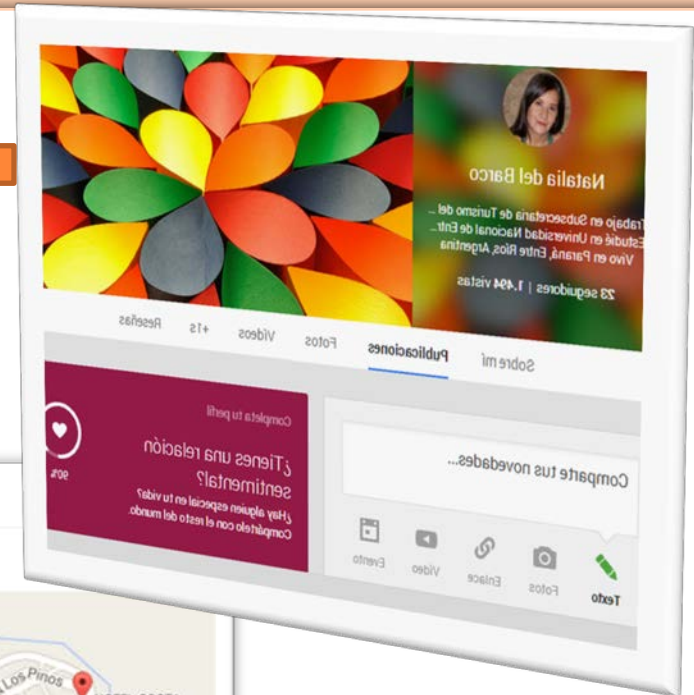 Natalia del Barco
Trabajo en Subsecretaria de Turismo del ...
Estudié en Universidad Nacional de Entr...
Vivo en Paraná, Entre Ríos, Argentina
23 seguidores | 1.494 vistas
Sobre mí Publicaciones Fotos Vídeos +1s Reseñas
Comparte tus novedades...
Texto Fotos Enlace Vídeo Evento
Completa tu perfil
¿Tienes una relación
sentimental?
¿Hay alguien especial en tu vida?
Compártelo con el resto del mundo.
90%
Los Pinos